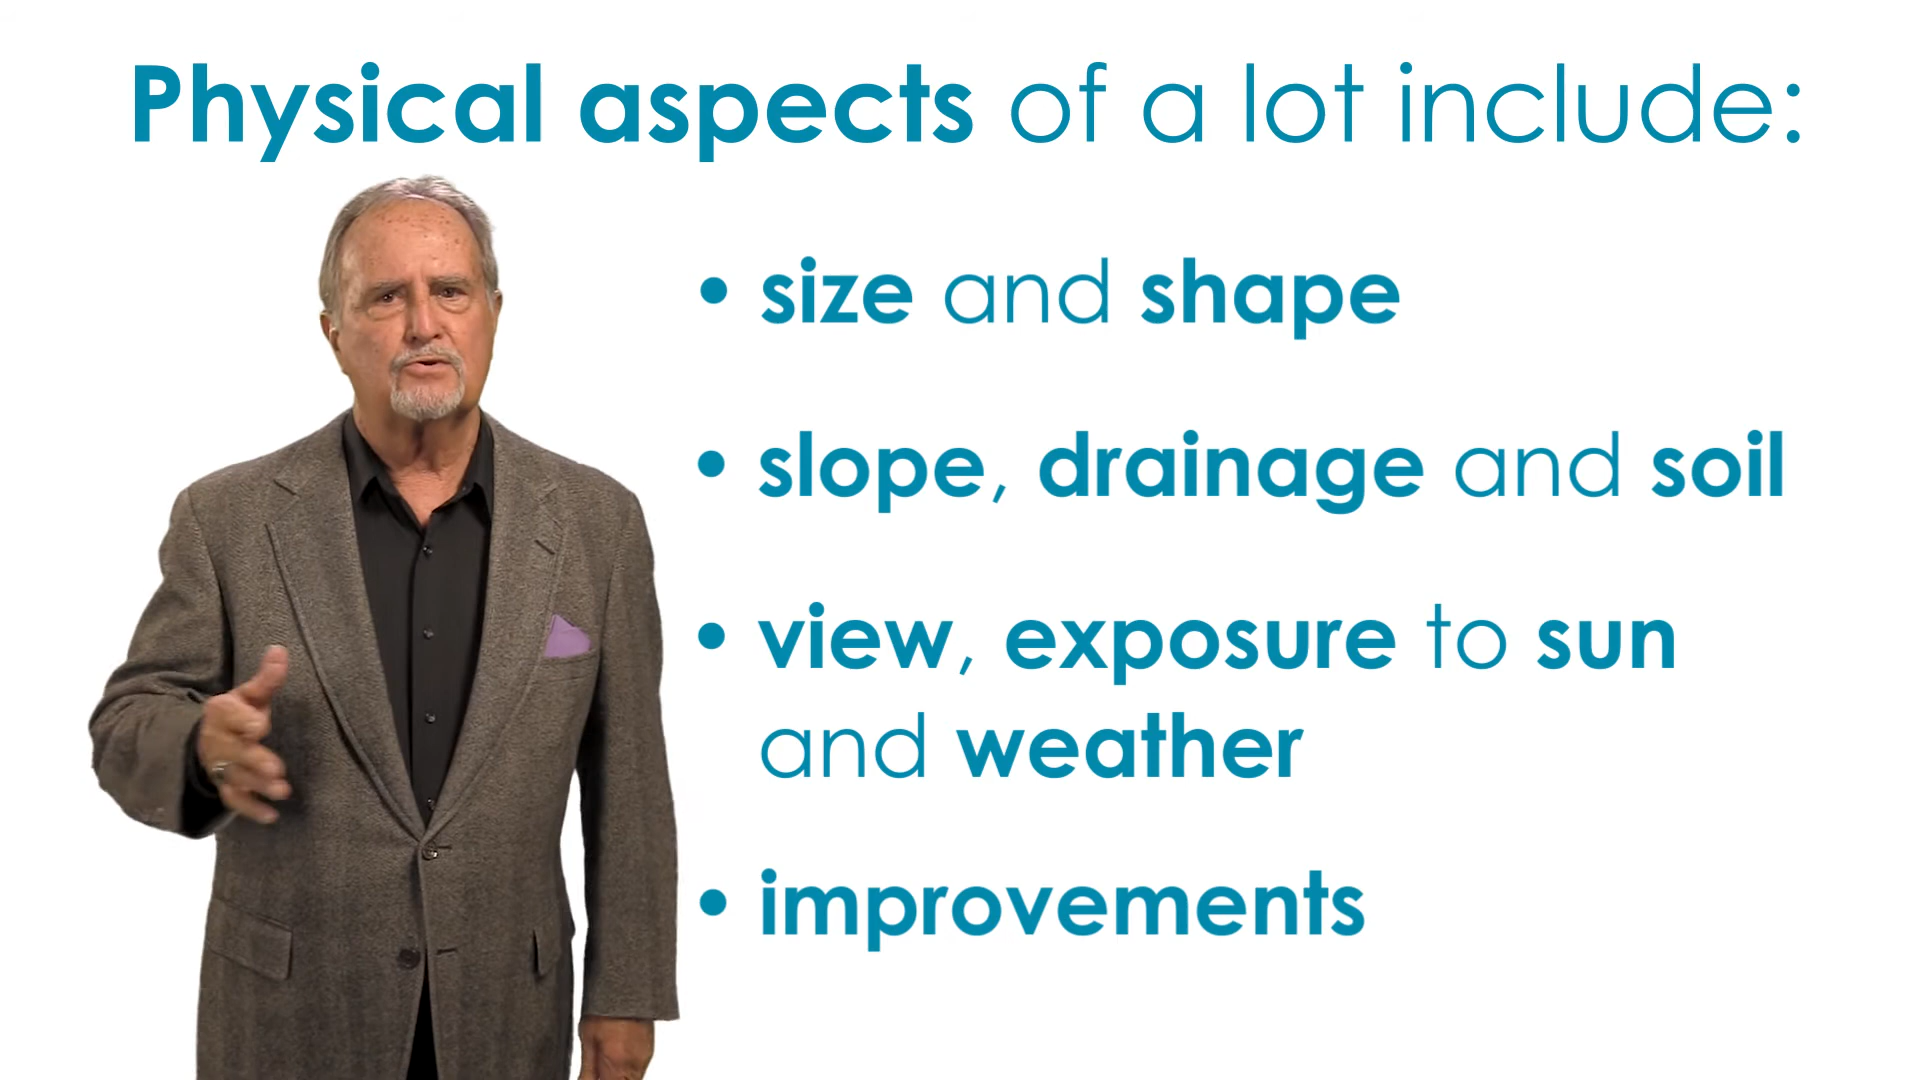 Physical aspects of a lot include:
• size and shape
• slope, drainage and soil
• view, exposure to sun
and weather
• improvements